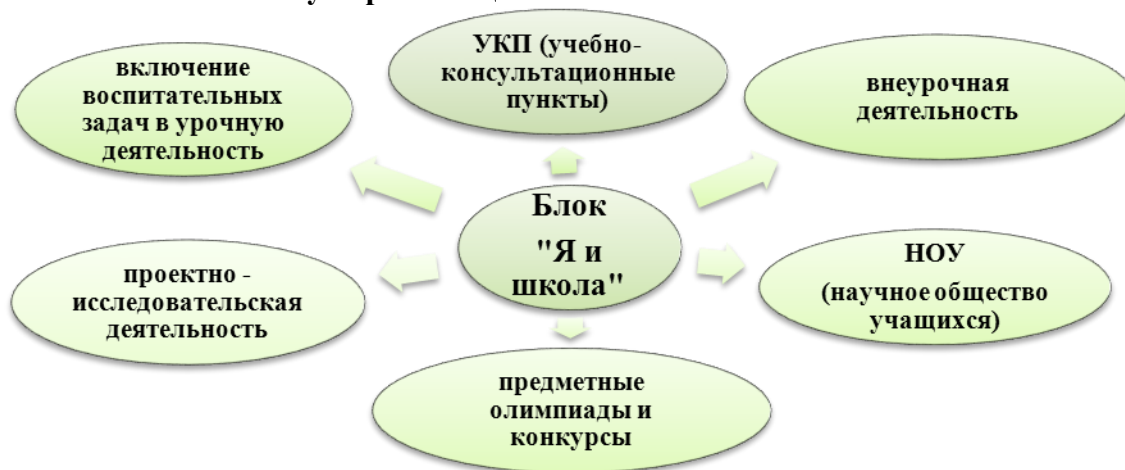 УКП (учебно-
консультационные
пункты)
включение
воспитательных
задач в урочную
деятельность
внеурочная
деятельность
Блок
"Я и
школа"
проектно -
исследовательская
деятельность
НОУ
(научное общество
учащихся)
предметные
олимпиады и
конкурсы